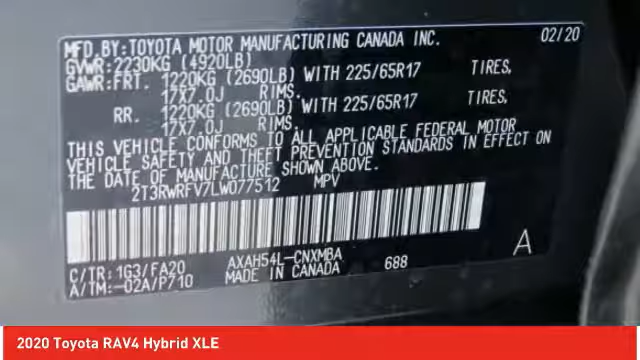 MFD.BY:TOYOTA MOTOR MANUFACTURING CANADA INC. 02/20
GVWR:2230KG (4920LB)
GAWR:FRT. 1220KG (2690LB) WITH 225/65R17 TIRES,
17X7.0J RIMS.
RR. 1220KG (2690LB) WITH 225/65R17 TIRES,
17X7.0J RIMS.
THIS VEHICLE CONFORMS TO ALL APPLICABLE FEDERAL MOTOR
VEHICLE SAFETY AND THEFT PREVENTION STANDARDS IN EFFECT ON
THE DATE OF MANUFACTURE SHOWN ABOVE.
2T3RWRFV7LW077512 MPV
C/TR:1G3/FA20 AXAH54L-CNXMBA 688 A
A/TM:-02A/P710 MADE IN CANADA
2020 Toyota RAV4 Hybrid XLE